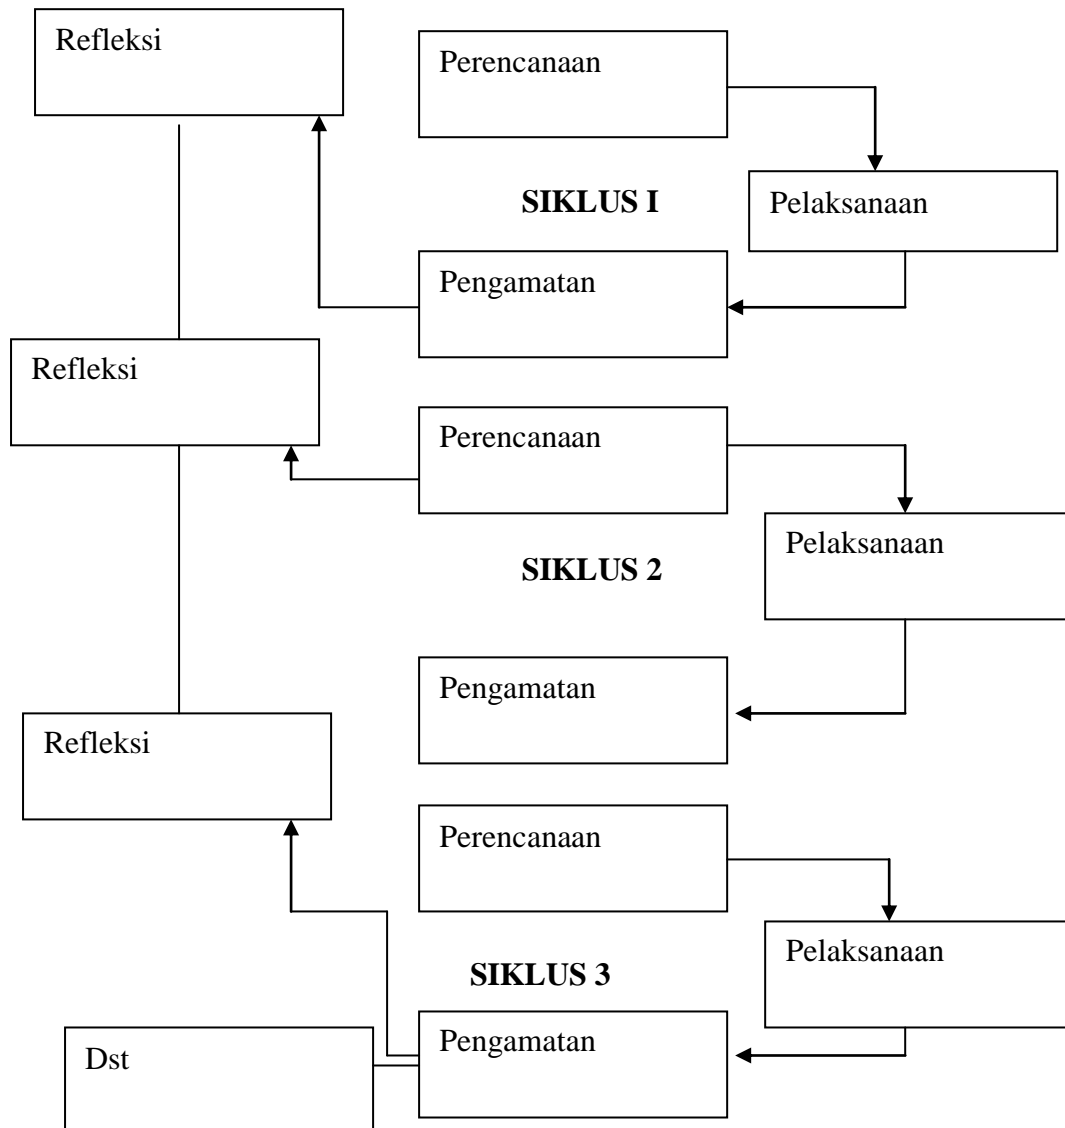 Refleksi
Perencanaan
SIKLUS I
Pelaksanaan
Pengamatan
Refleksi
Perencanaan
Pelaksanaan
SIKLUS 2
Pengamatan
Refleksi
Perencanaan
Pelaksanaan
SIKLUS 3
Pengamatan
Dst